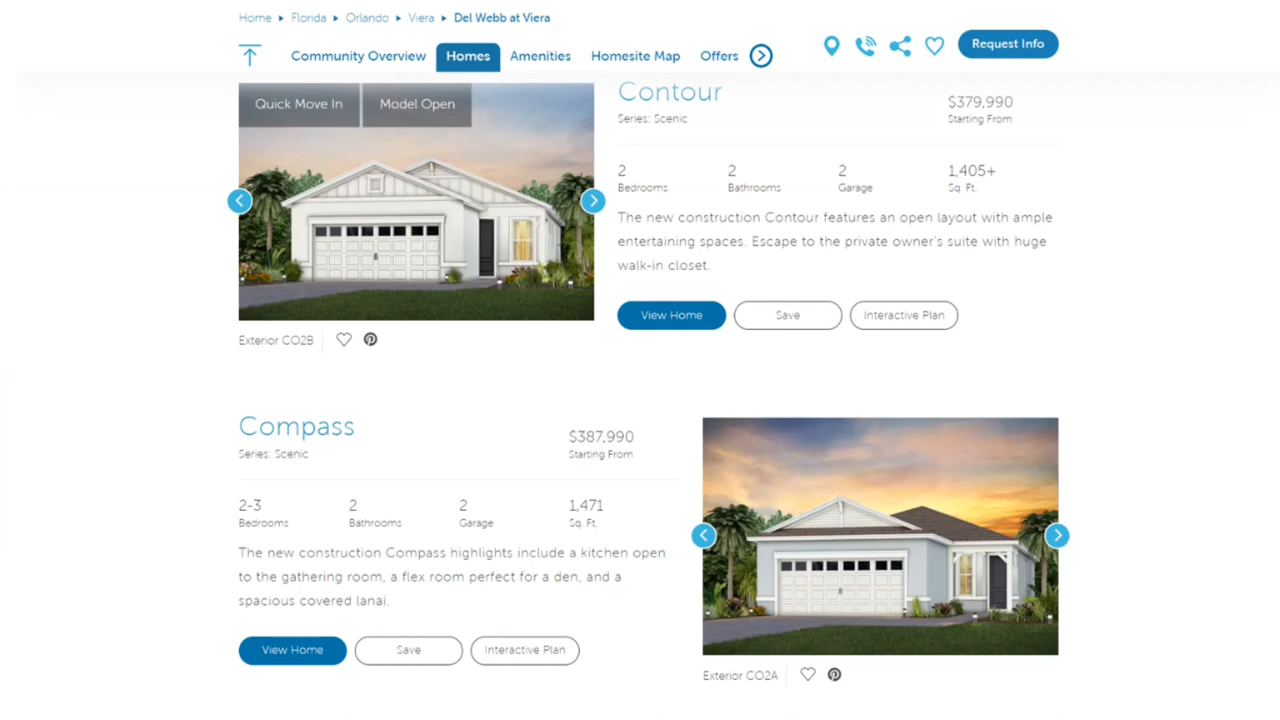 Home ▸ Florida ▸ Orlando ▸ Viera ▸ Del Webb at Viera
Community Overview Homes Amenities Homesite Map Offers
Request Info
Quick Move In Model Open
Contour
Series: Scenic
$379,990
Starting From
2 2 2 1,405+
Bedrooms Bathrooms Garage Sq. Ft.
The new construction Contour features an open layout with ample
entertaining spaces. Escape to the private owner's suite with huge
walk-in closet.
View Home Save Interactive Plan
Exterior CO2B
Compass
Series: Scenic
$387,990
Starting From
2-3 2 2 1,471
Bedrooms Bathrooms Garage Sq. Ft.
The new construction Compass highlights include a kitchen open
to the gathering room, a flex room perfect for a den, and a
spacious covered lanai.
View Home Save Interactive Plan
Exterior CO2A